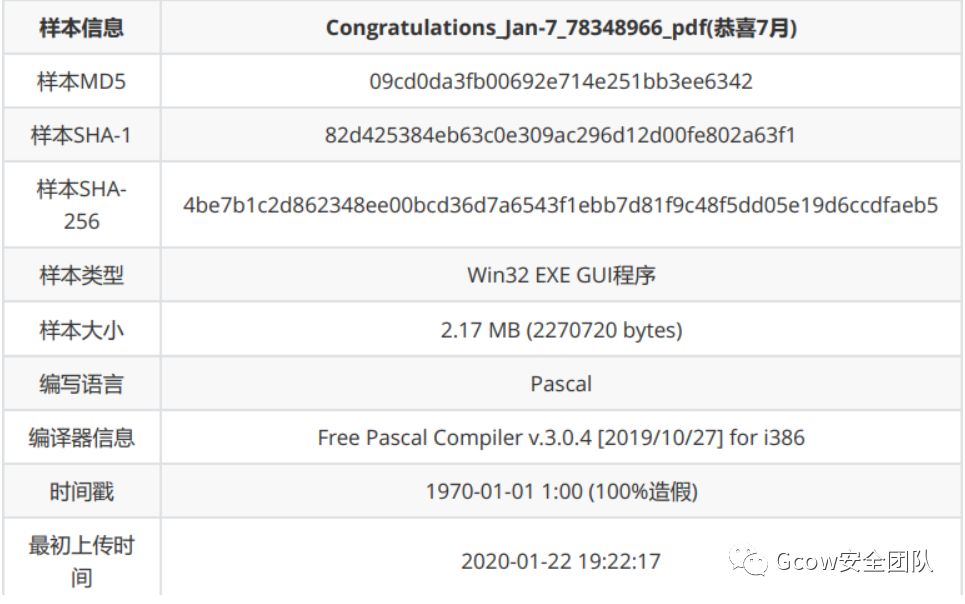 样本信息 Congratulations_Jan-7_78348966_pdf(恭喜7月)
样本MD5 09cd0da3fb00692e714e251bb3ee6342
样本SHA-1 82d425384eb63c0e309ac296d12d00fe802a63f1
样本SHA-
256 4be7b1c2d862348ee00bcd36d7a6543f1ebb7d81f9c48f5dd05e19d6ccdfaeb5
样本类型 Win32 EXE GUI程序
样本大小 2.17 MB (2270720 bytes)
编写语言 Pascal
编译器信息 Free Pascal Compiler v.3.0.4 [2019/10/27] for i386
时间戳 1970-01-01 1:00 (100%造假)
最初上传时
间 2020-01-22 19:22:17
Gcow安全团队